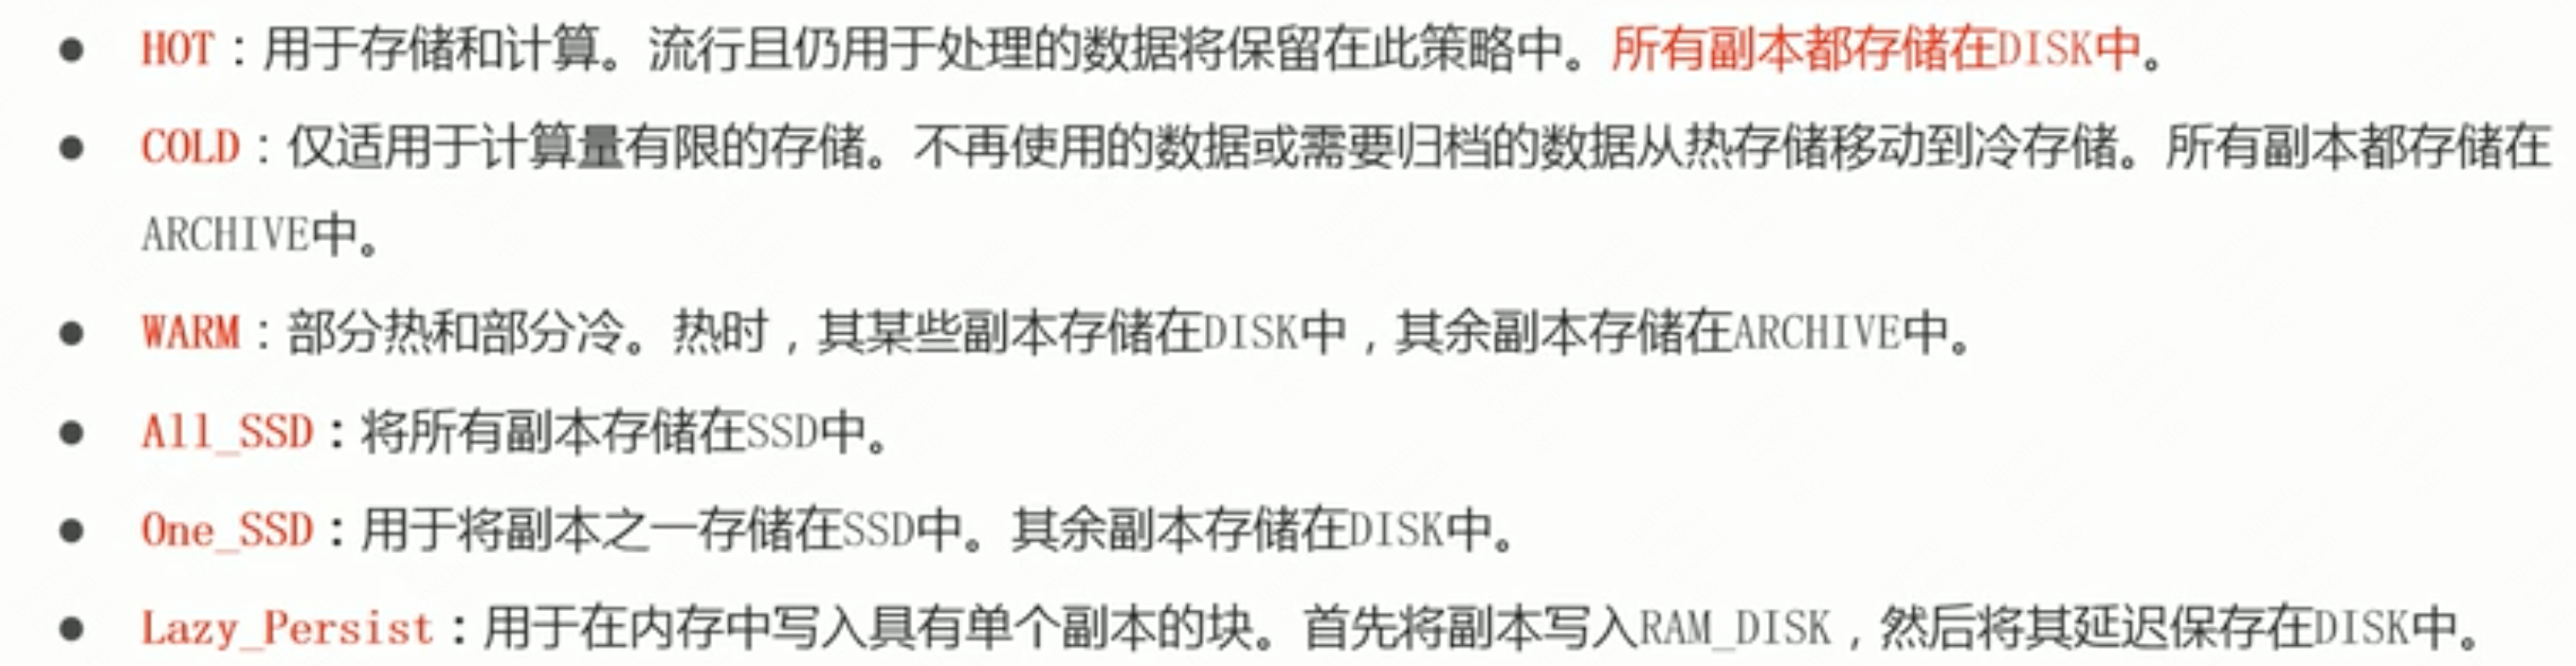 ● HOT：用于存储和计算。流行且仍用于处理的数据将保留在此策略中。所有副本都存储在DISK中。
● COLD：仅适用于计算量有限的存储。不再使用的数据或需要归档的数据从热存储移动到冷存储。所有副本都存储在
ARCHIVE中。
● WARM：部分热和部分冷。热时，其某些副本存储在DISK中，其余副本存储在ARCHIVE中。
● All_SSD：将所有副本存储在SSD中。
● One_SSD：用于将副本之一存储在SSD中。其余副本存储在DISK中。
● Lazy_Persist：用于在内存中写入具有单个副本的块。首先将副本写入RAM_DISK，然后将其延迟保存在DISK中。